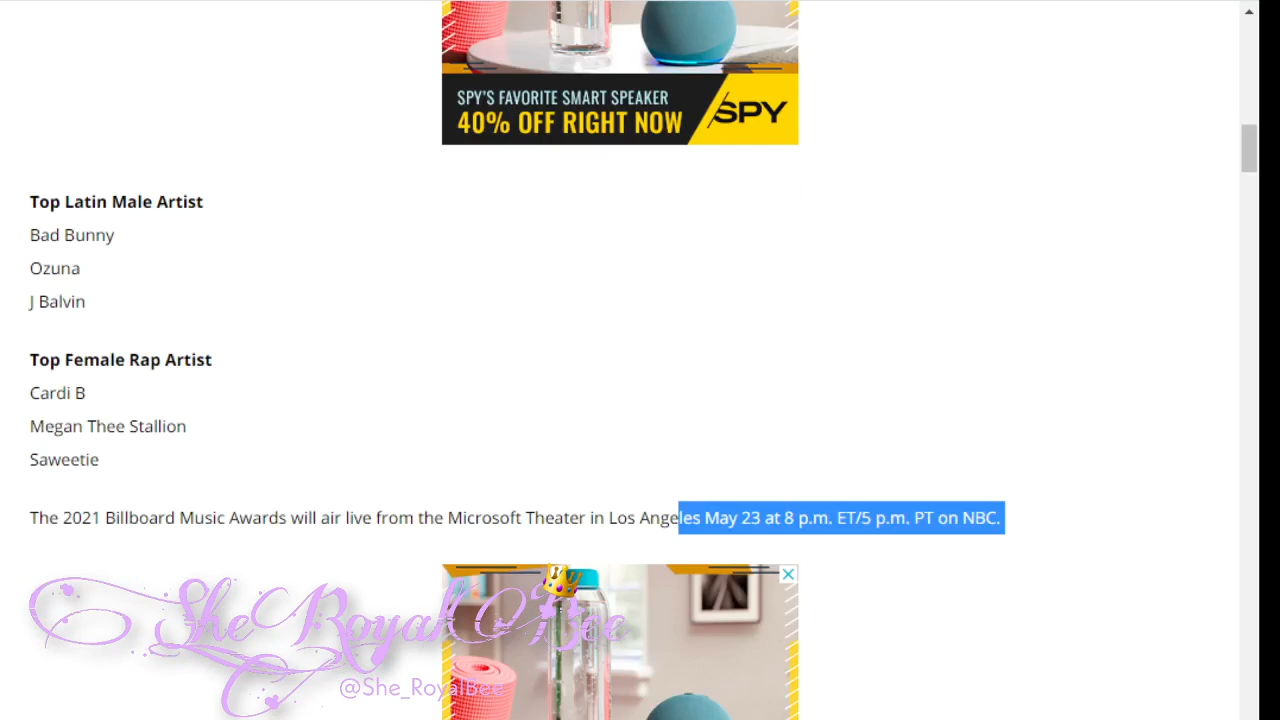 SPY'S FAVORITE SMART SPEAKER
40% OFF RIGHT NOW
SPY
Top Latin Male Artist
Bad Bunny
Ozuna
J Balvin
Top Female Rap Artist
Cardi B
Megan Thee Stallion
Saweetie
The 2021 Billboard Music Awards will air live from the Microsoft Theater in Los Angeles May 23 at 8 p.m. ET/5 p.m. PT on NBC.
SheRoyal Bee
@She_RoyalBee